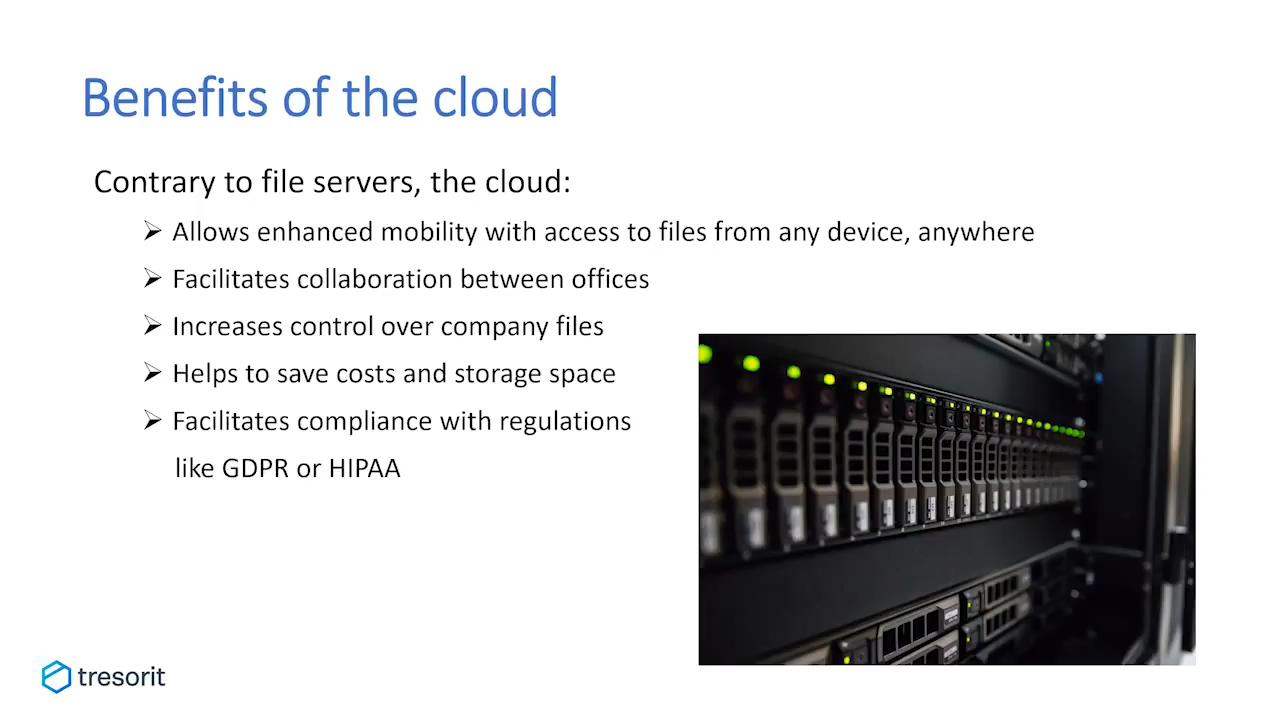 Benefits of the cloud
Contrary to file servers, the cloud:
➢ Allows enhanced mobility with access to files from any device, anywhere
➢ Facilitates collaboration between offices
➢ Increases control over company files
➢ Helps to save costs and storage space
➢ Facilitates compliance with regulations
like GDPR or HIPAA
tresorit